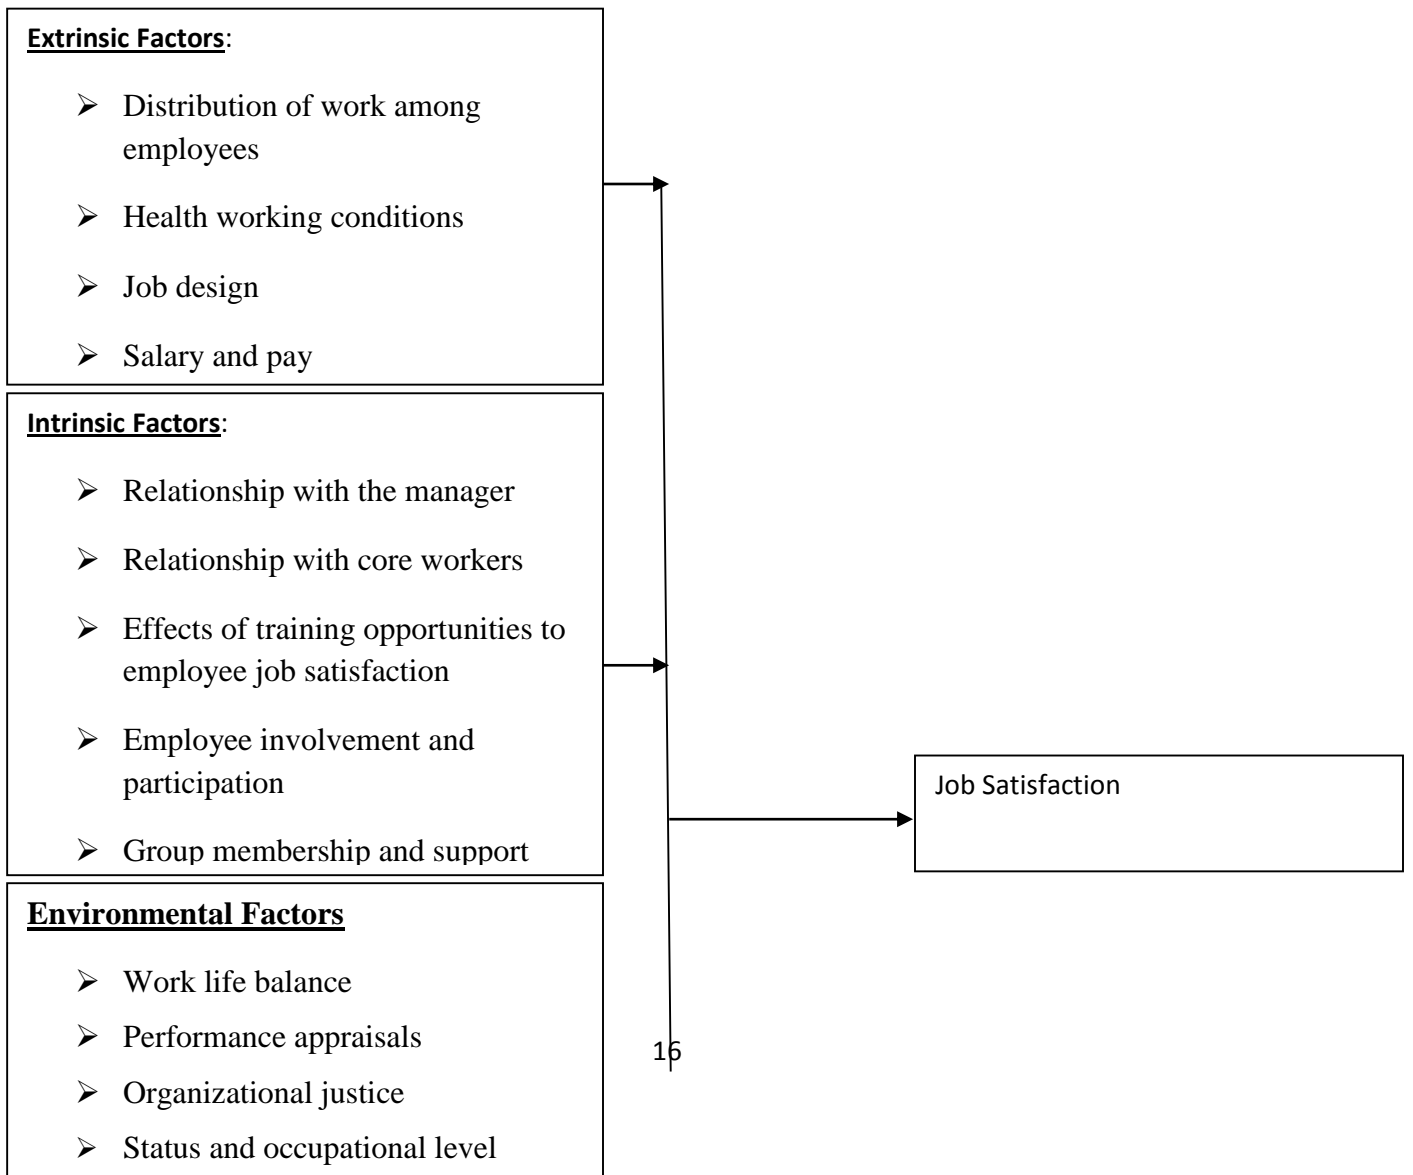 Extrinsic Factors:
➢ Distribution of work among
employees
➢ Health working conditions
➢ Job design
➢ Salary and pay
Intrinsic Factors:
➢ Relationship with the manager
➢ Relationship with core workers
➢ Effects of training opportunities to
employee job satisfaction
➢ Employee involvement and
participation
➢ Group membership and support
Environmental Factors
➢ Work life balance
➢ Performance appraisals
➢ Organizational justice
➢ Status and occupational level
Job Satisfaction
16